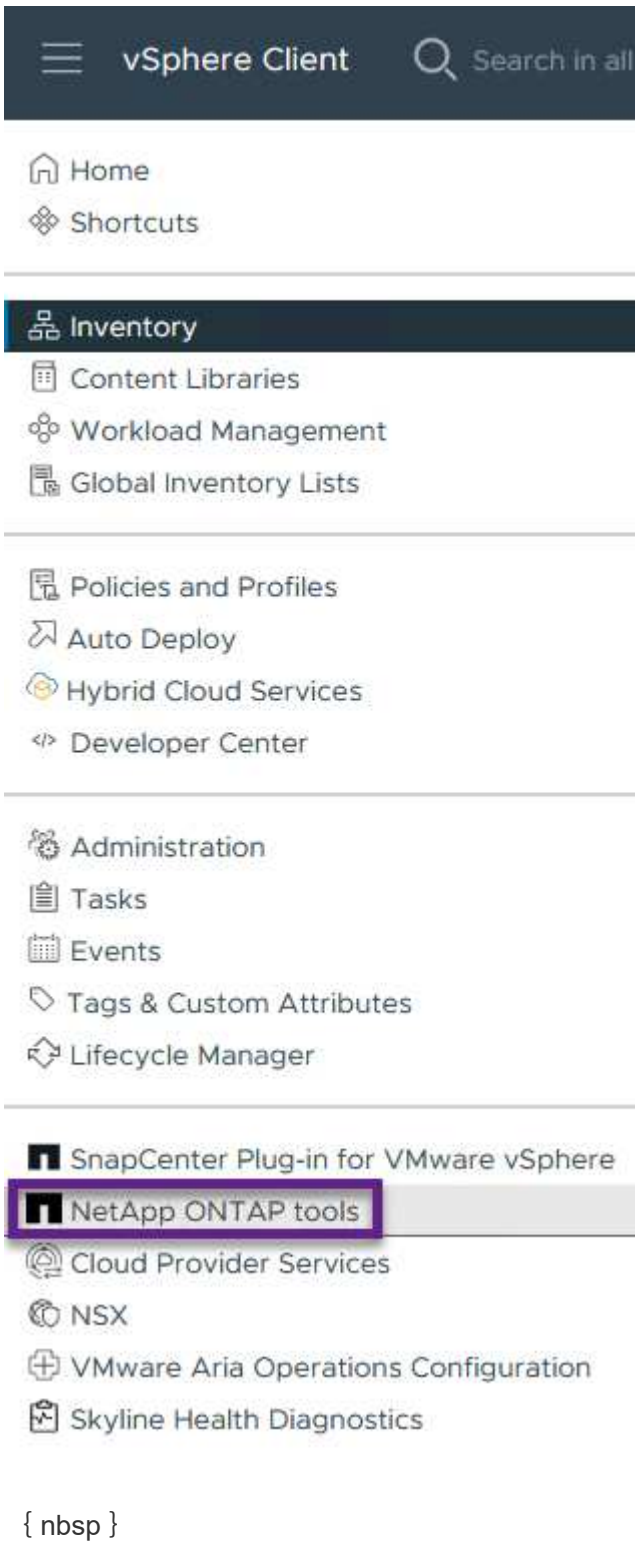 vSphere Client
Search in all
Home
Shortcuts
Inventory
Content Libraries
Workload Management
Global Inventory Lists
Policies and Profiles
Auto Deploy
Hybrid Cloud Services
</> Developer Center
Administration
Tasks
Events
Tags & Custom Attributes
Lifecycle Manager
SnapCenter Plug-in for VMware vSphere
NetApp ONTAP tools
Cloud Provider Services
NSX
VMware Aria Operations Configuration
Skyline Health Diagnostics
{ nbsp }